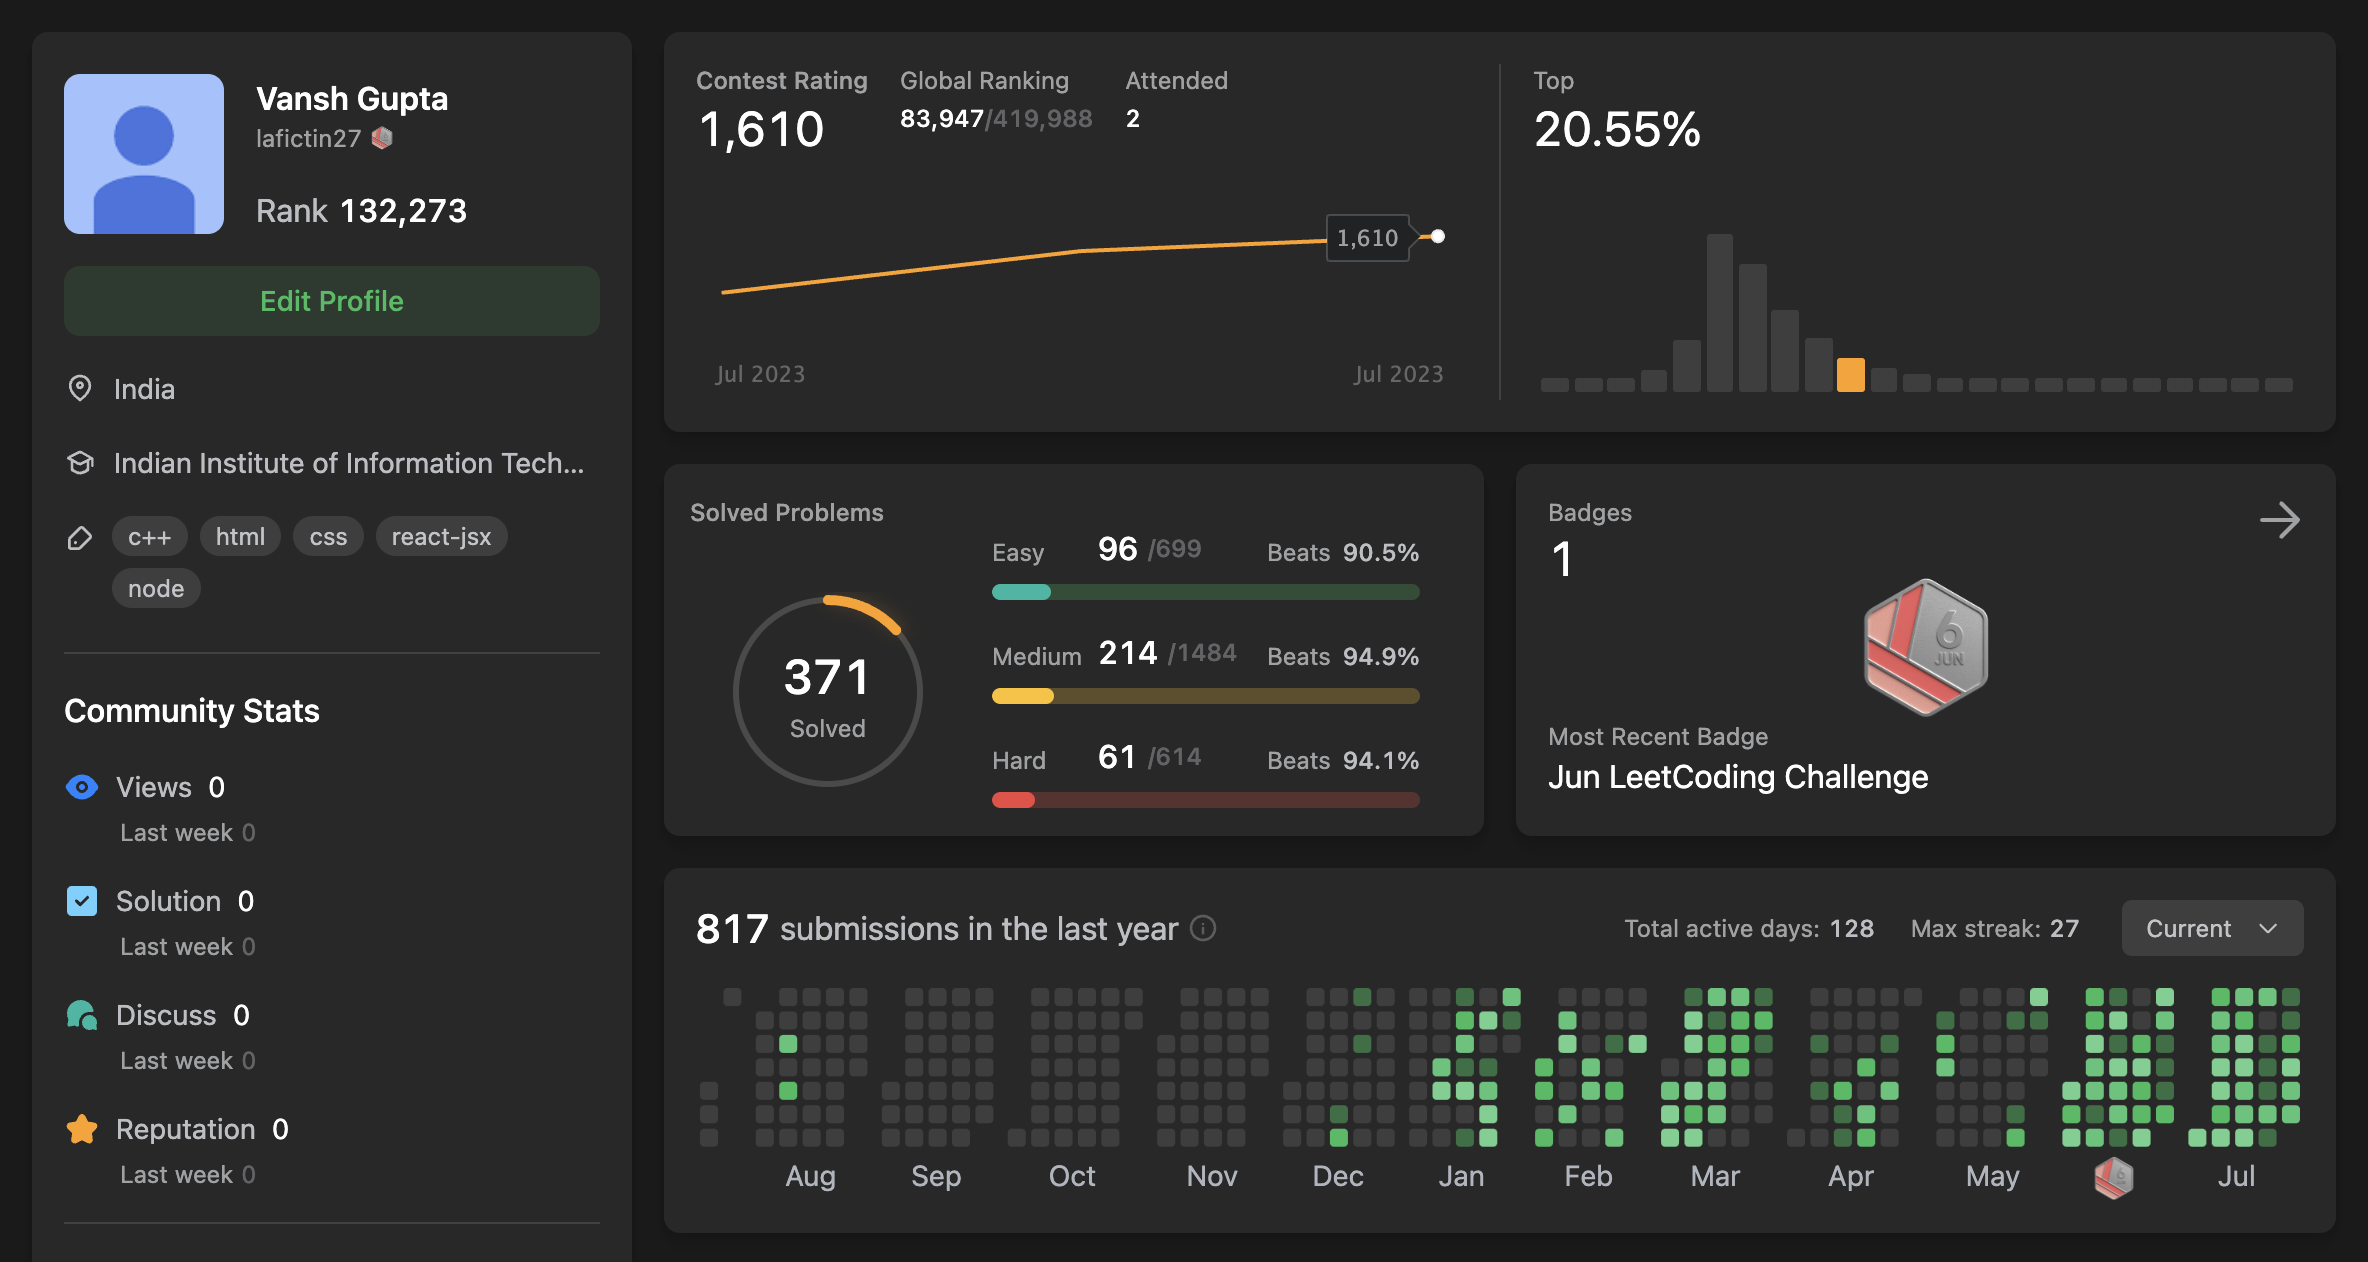 Vansh Gupta
lafictin27
Rank 132,273
Edit Profile
India
Indian Institute of Information Tech...
c++ html css react-jsx
node
Community Stats
Views 0
Last week 0
Solution 0
Last week 0
Discuss 0
Last week 0
Reputation 0
Last week 0
Contest Rating
1,610
Global Ranking
83,947/419,988
Attended
2
1,610
Jul 2023 Jul 2023
Top
20.55%
Solved Problems
371
Solved
Easy 96 /699 Beats 90.5%
Medium 214 /1484 Beats 94.9%
Hard 61 /614 Beats 94.1%
Badges
1
6
JUN
Most Recent Badge
Jun LeetCoding Challenge
817 submissions in the last year
Total active days: 128 Max streak: 27 Current
Aug Sep Oct Nov Dec Jan Feb Mar Apr May Jul